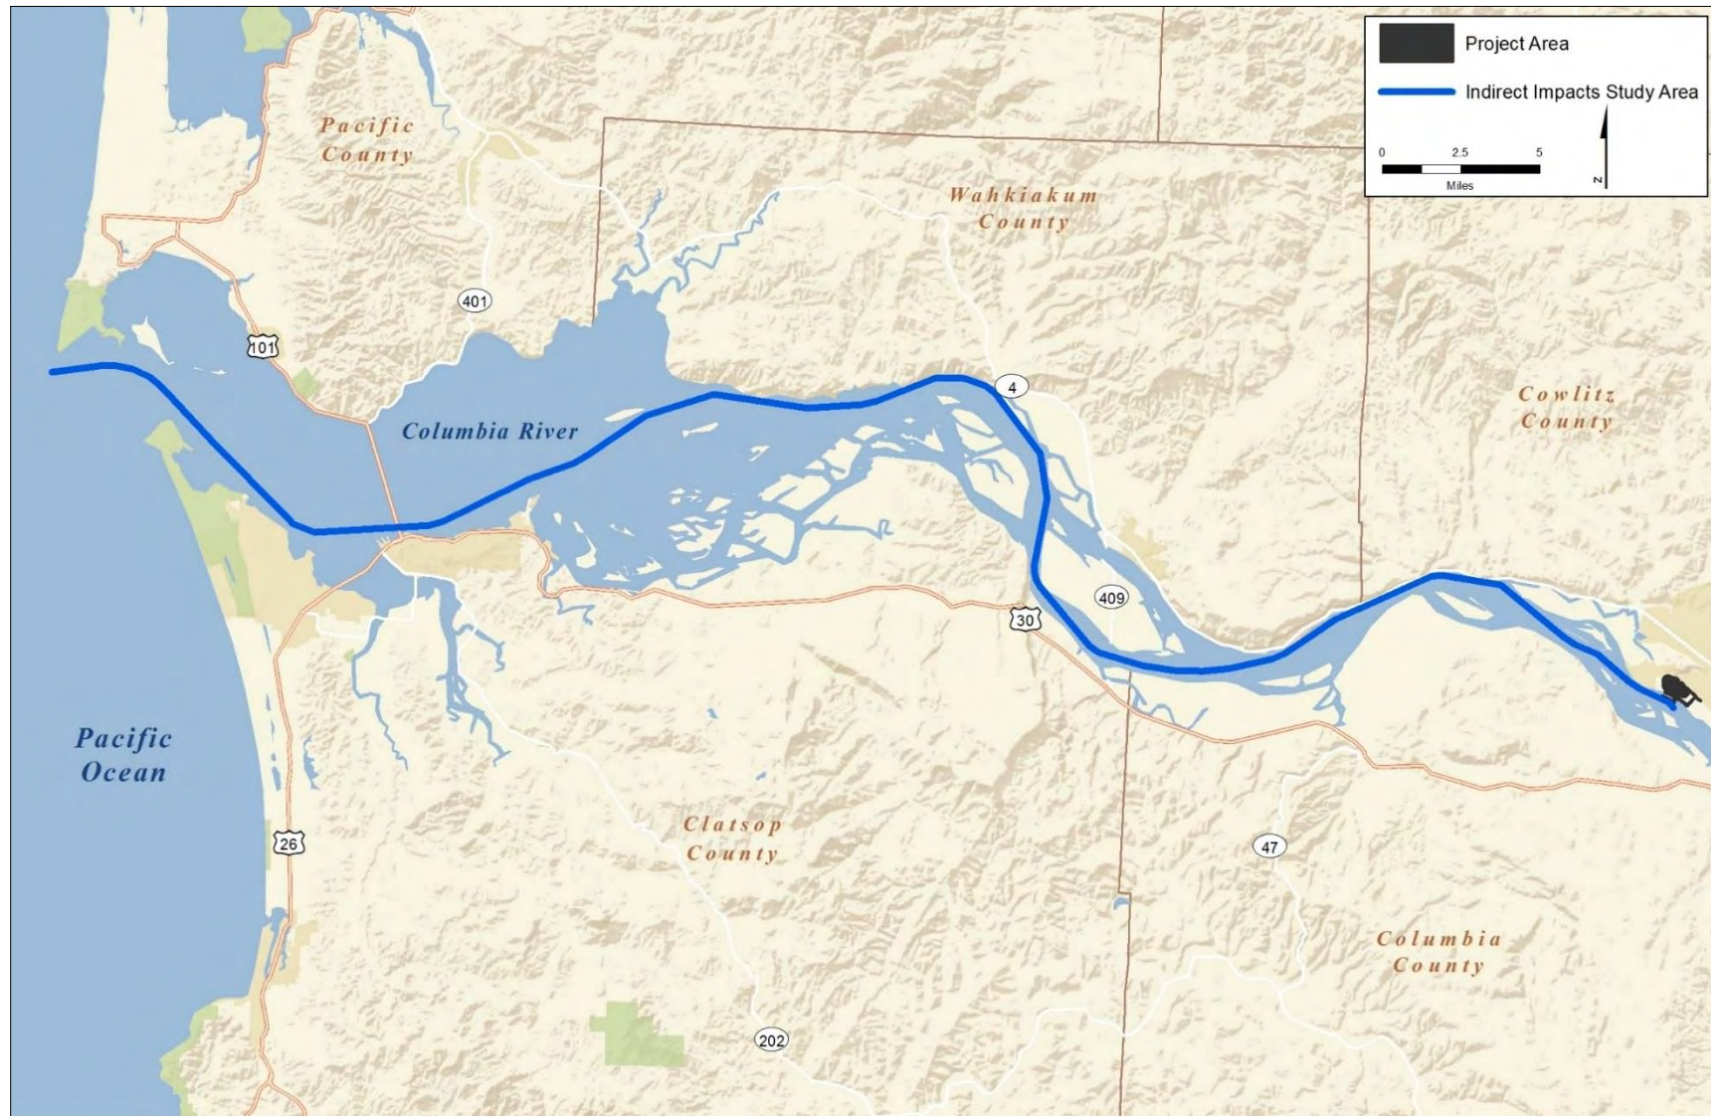 Project Area
Indirect Impacts Study Area
0 2.5 5
Miles
N
Pacific
County
Wahkiakum
County
401
101
4
Cowlitz
County
Columbia River
409
30
Pacific
Ocean
Clatsop
County
26
47
Columbia
County
202